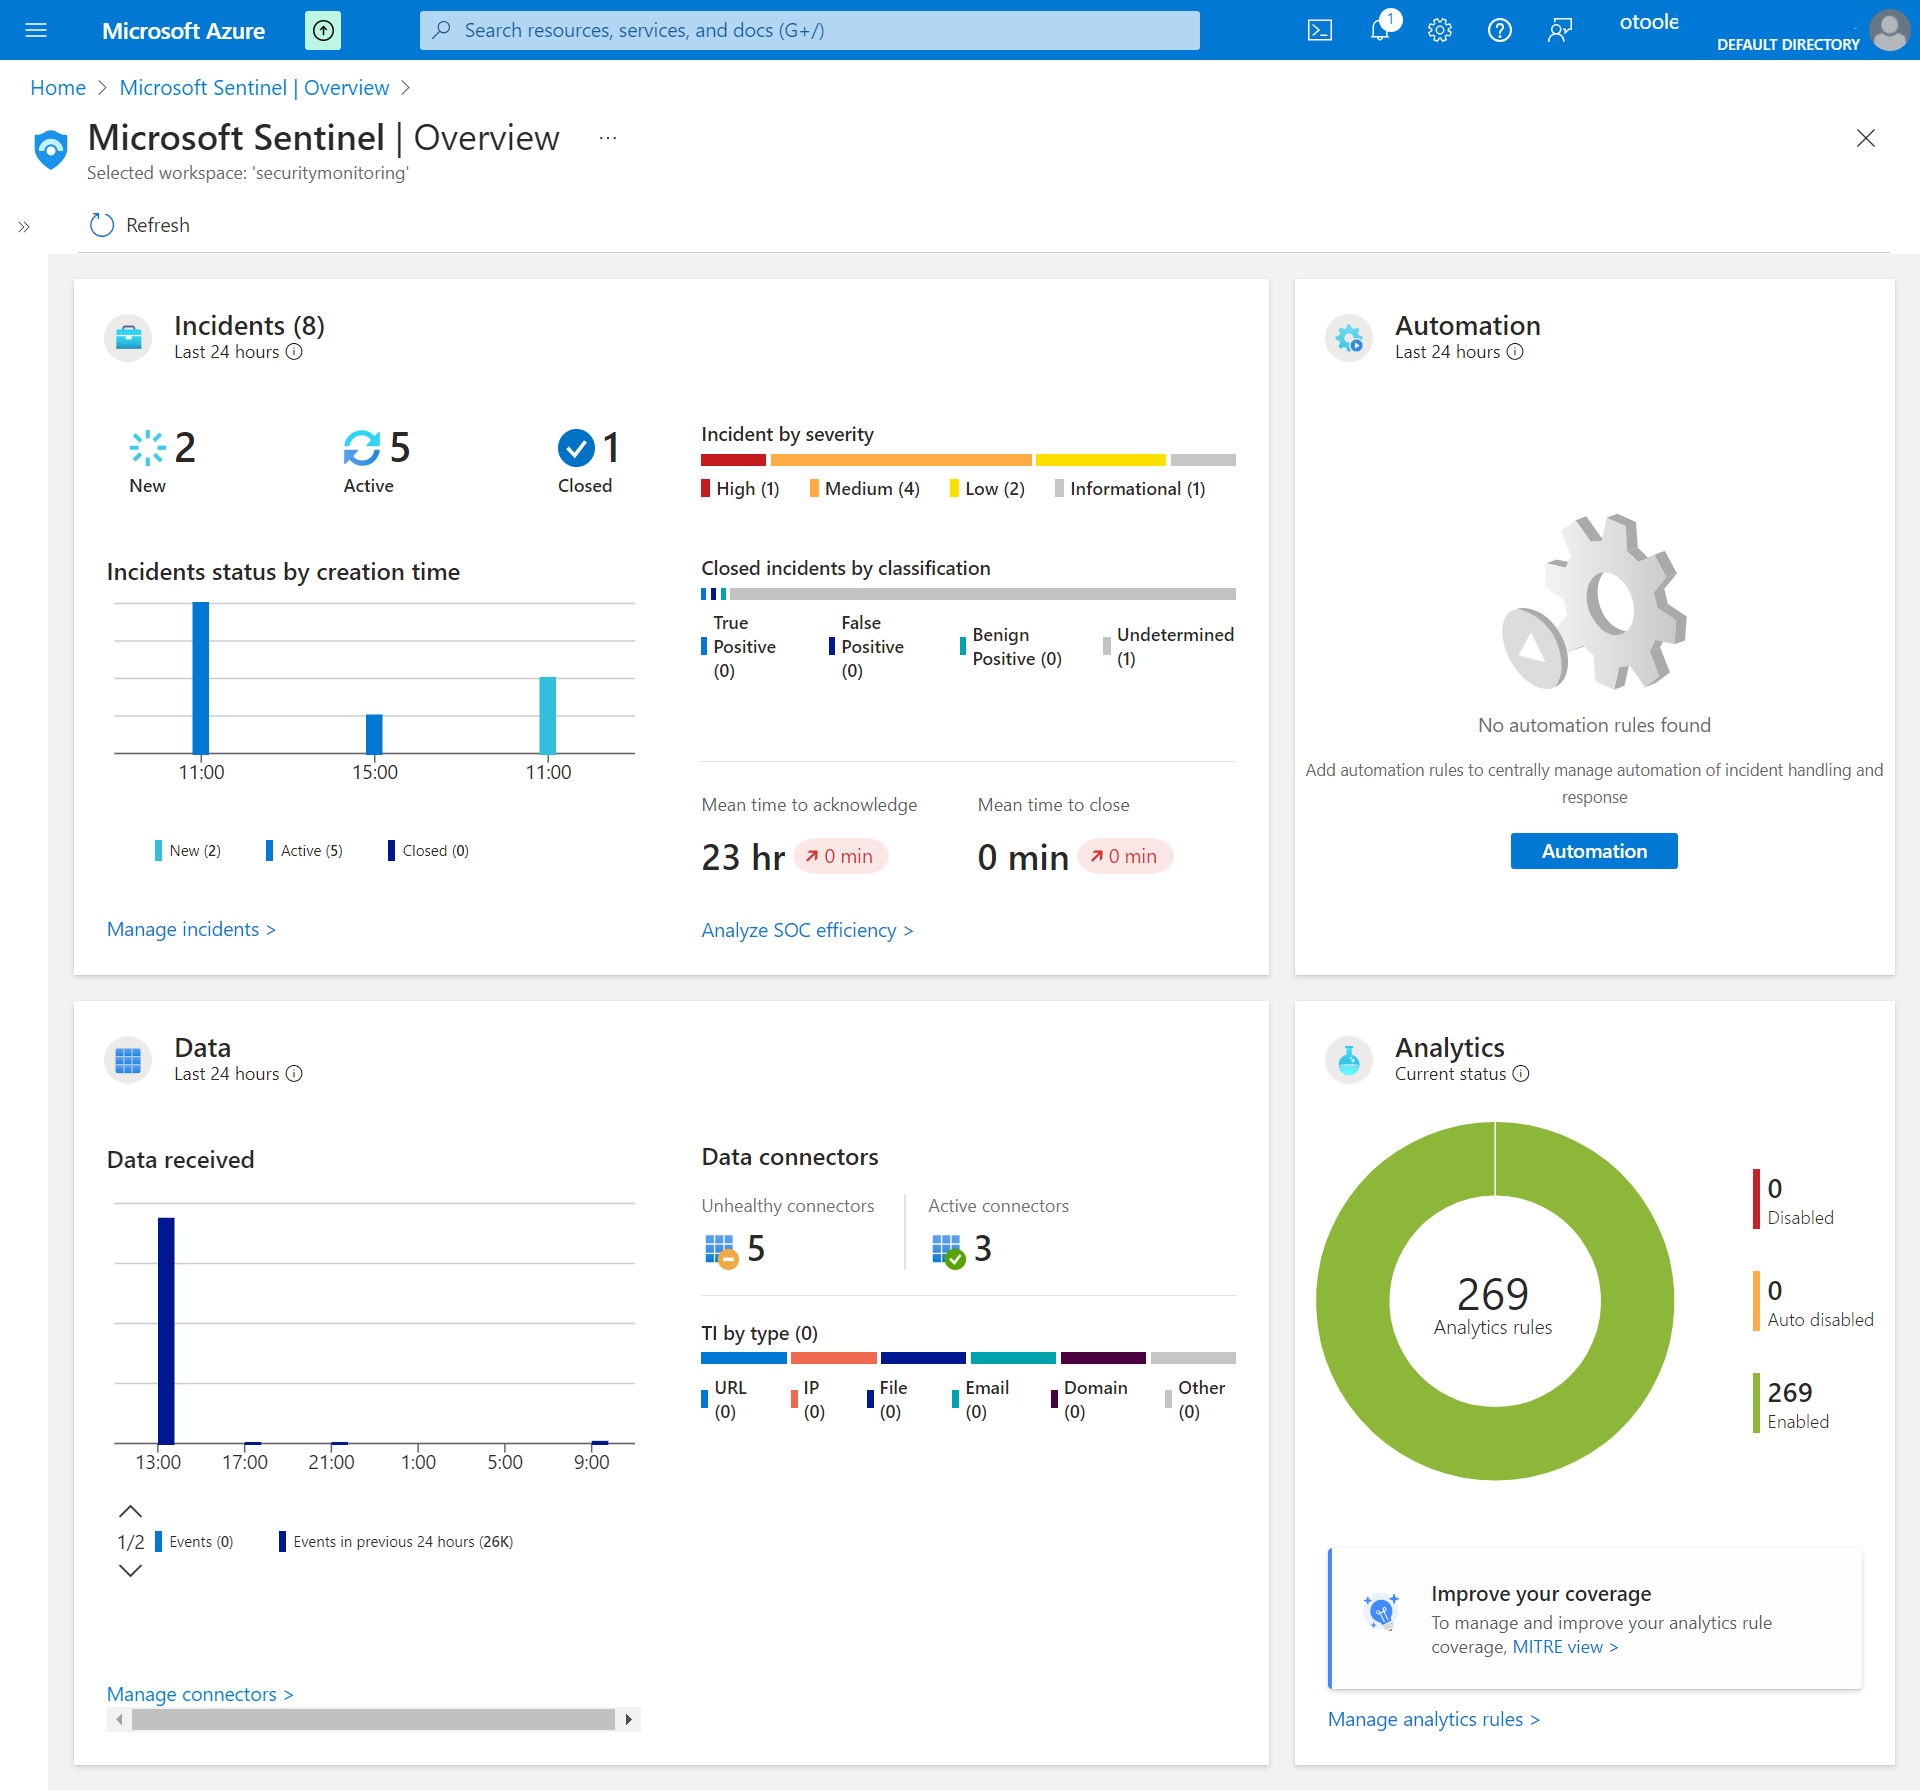 Microsoft Azure
Search resources, services, and docs (G+/)
1
otoole
DEFAULT DIRECTORY
Home > Microsoft Sentinel | Overview >
Microsoft Sentinel | Overview ...
Selected workspace: 'securitymonitoring'
Refresh
Incidents (8)
Last 24 hours
2
New
5
Active
1
Closed
Incident by severity
High (1) Medium (4) Low (2) Informational (1)
Incidents status by creation time
11:00 15:00 11:00
New (2) Active (5) Closed (0)
Manage incidents >
Closed incidents by classification
True
Positive
(0)
False
Positive
(0)
Benign
Positive (0)
Undetermined
(1)
Mean time to acknowledge
23 hr 0 min
Mean time to close
0 min 0 min
Analyze SOC efficiency >
Automation
Last 24 hours
No automation rules found
Add automation rules to centrally manage automation of incident handling and
response
Automation
Data
Last 24 hours
Data received
13:00 17:00 21:00 1:00 5:00 9:00
1/2 Events (0) Events in previous 24 hours (26K)
Manage connectors >
Data connectors
Unhealthy connectors
5
Active connectors
3
TI by type (0)
URL
(0)
IP
(0)
File
(0)
Email
(0)
Domain
(0)
Other
(0)
Analytics
Current status
269
Analytics rules
0
Disabled
0
Auto disabled
269
Enabled
Improve your coverage
To manage and improve your analytics rule
coverage, MITRE view >
Manage analytics rules >